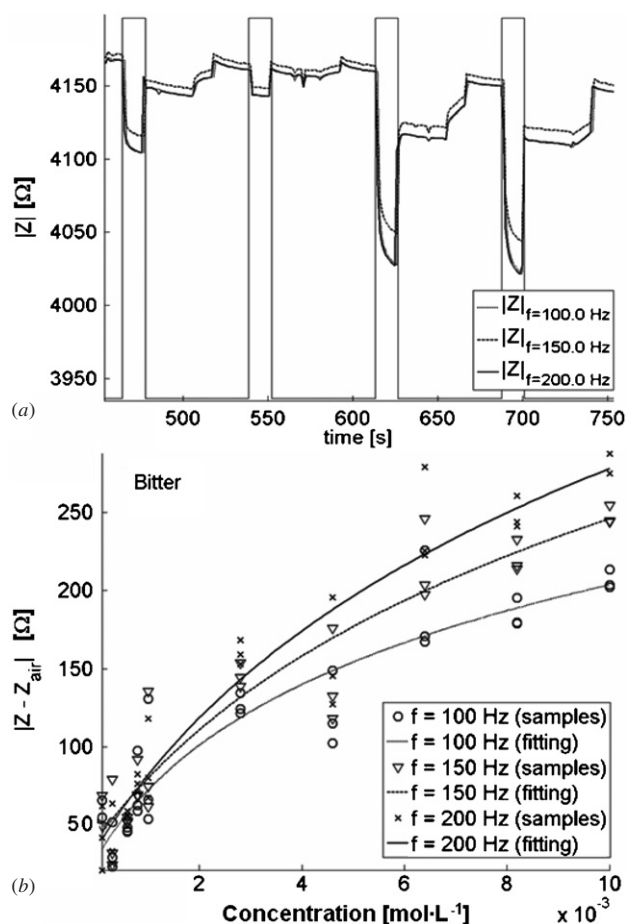 4150
4100
4050
4000
3950
|Z| [Ω]
|Z|f=100.0 Hz
|Z|f=150.0 Hz
|Z|f=200.0 Hz
500
550
600
650
700
750
time [s]
(a)
Bitter
250
200
150
100
50
|Z - Zair| [Ω]
f = 100 Hz (samples)
f = 100 Hz (fitting)
f = 150 Hz (samples)
f = 150 Hz (fitting)
f = 200 Hz (samples)
f = 200 Hz (fitting)
2
4
6
8
10
(b)
Concentration [mol·L-1]
x 10-3